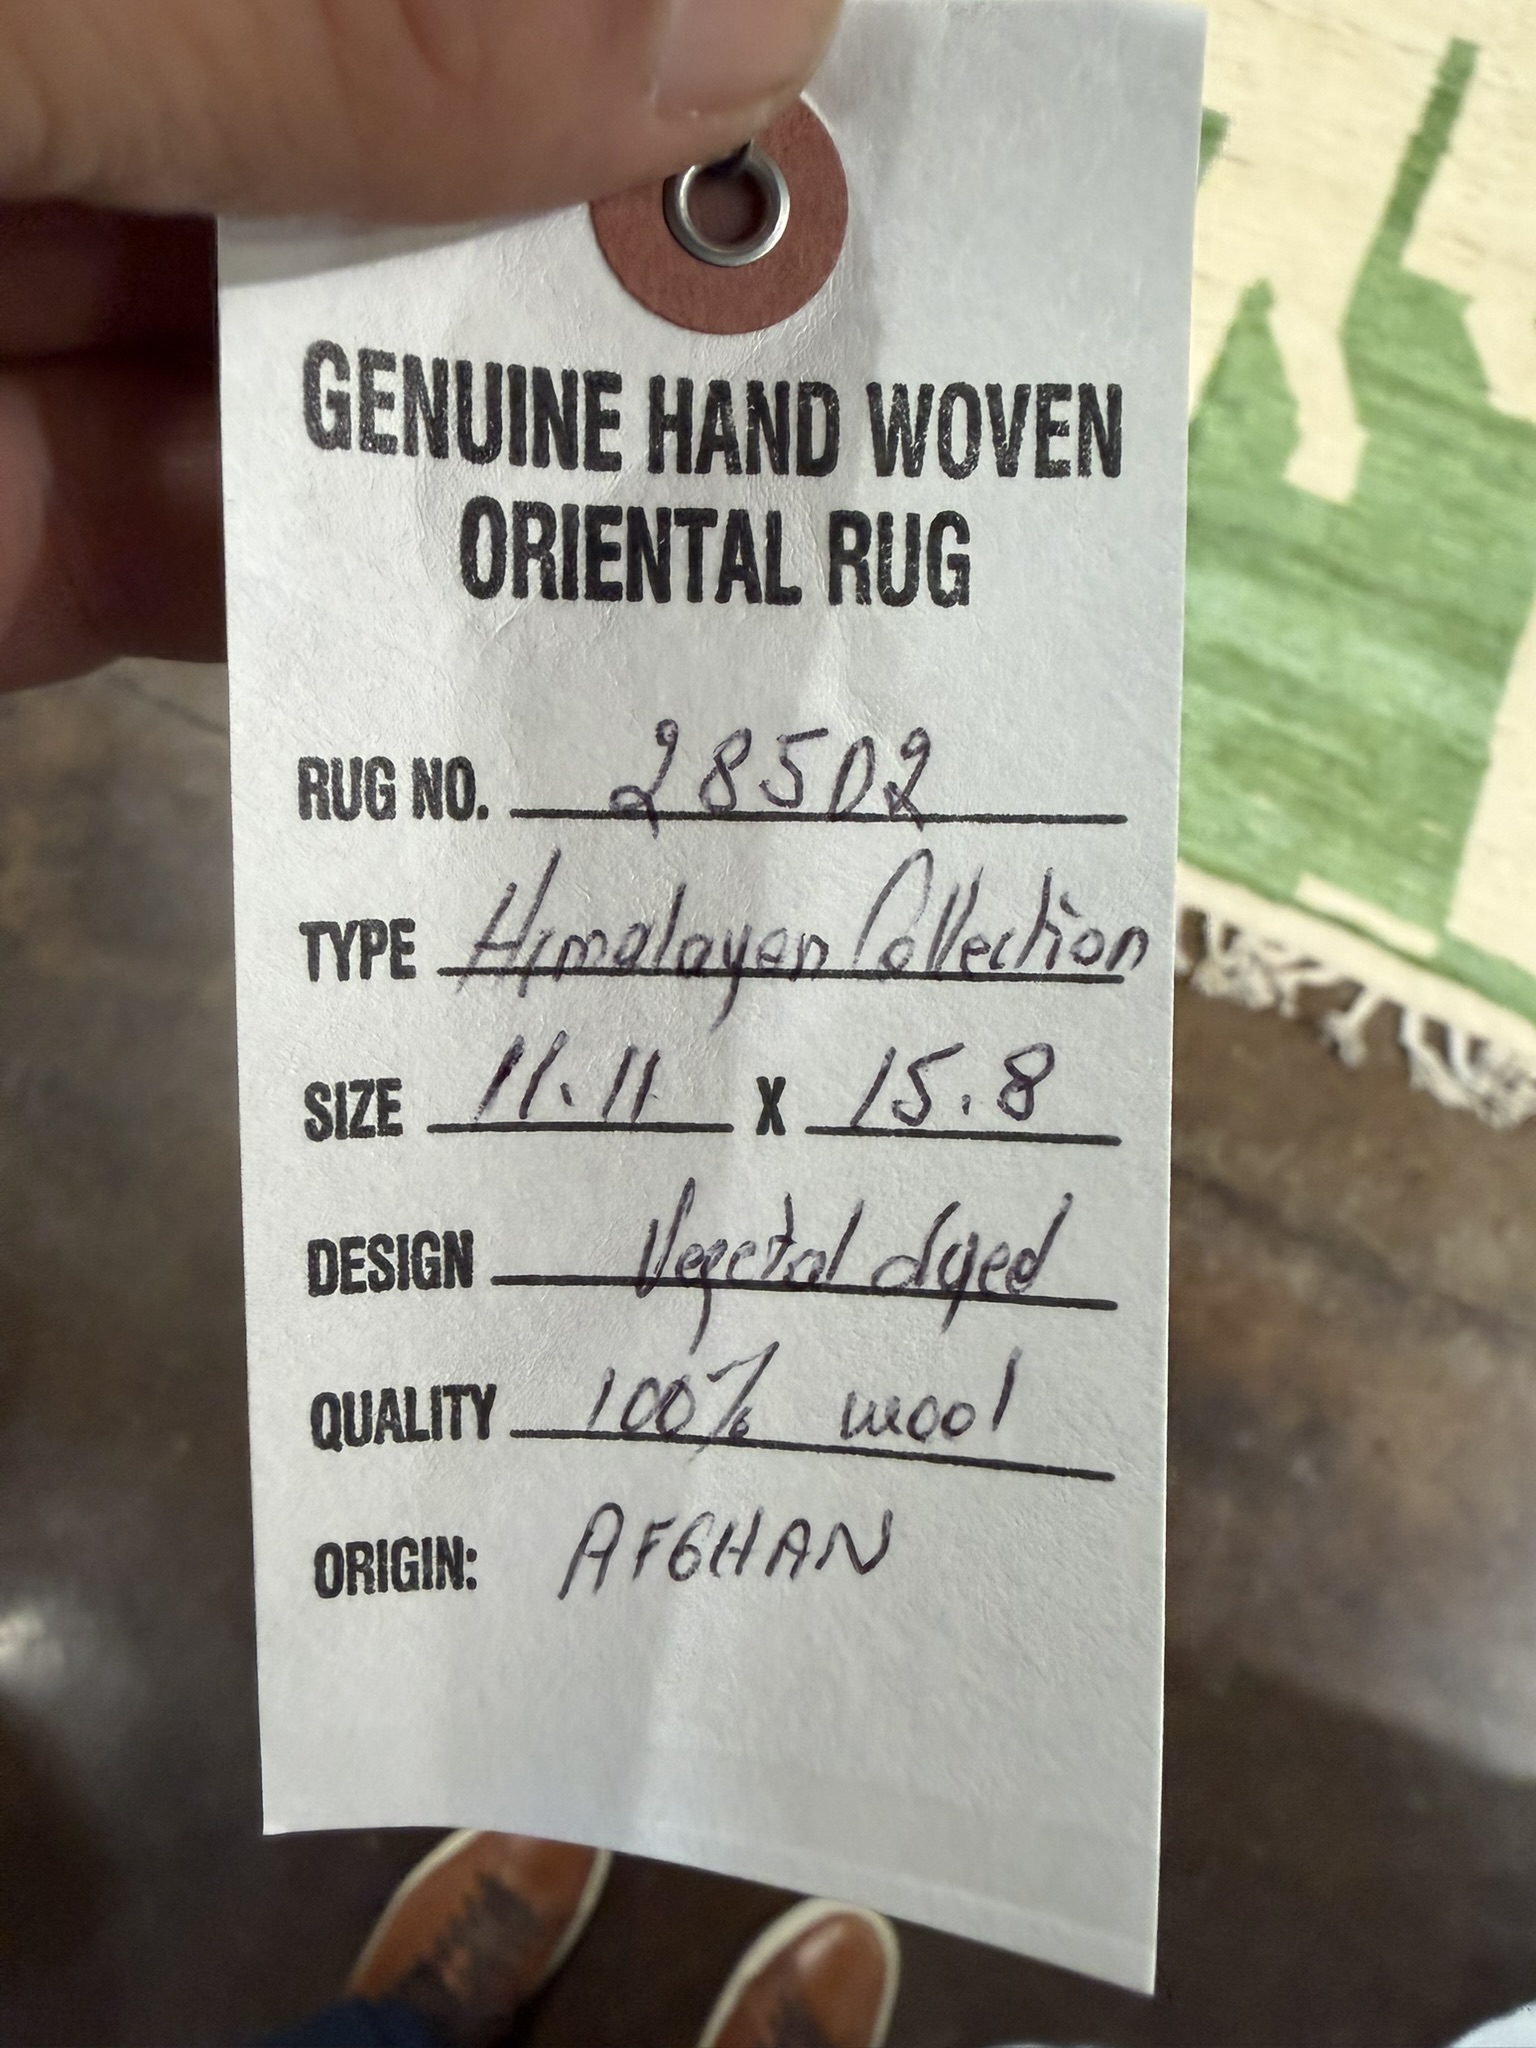 GENUINE HAND WOVEN
ORIENTAL RUG
RUG NO. 28502
TYPE Himalayan Collection
SIZE 11.11 X 15.8
DESIGN Vegetal dyed
QUALITY 100% wool
ORIGIN: AFGHAN